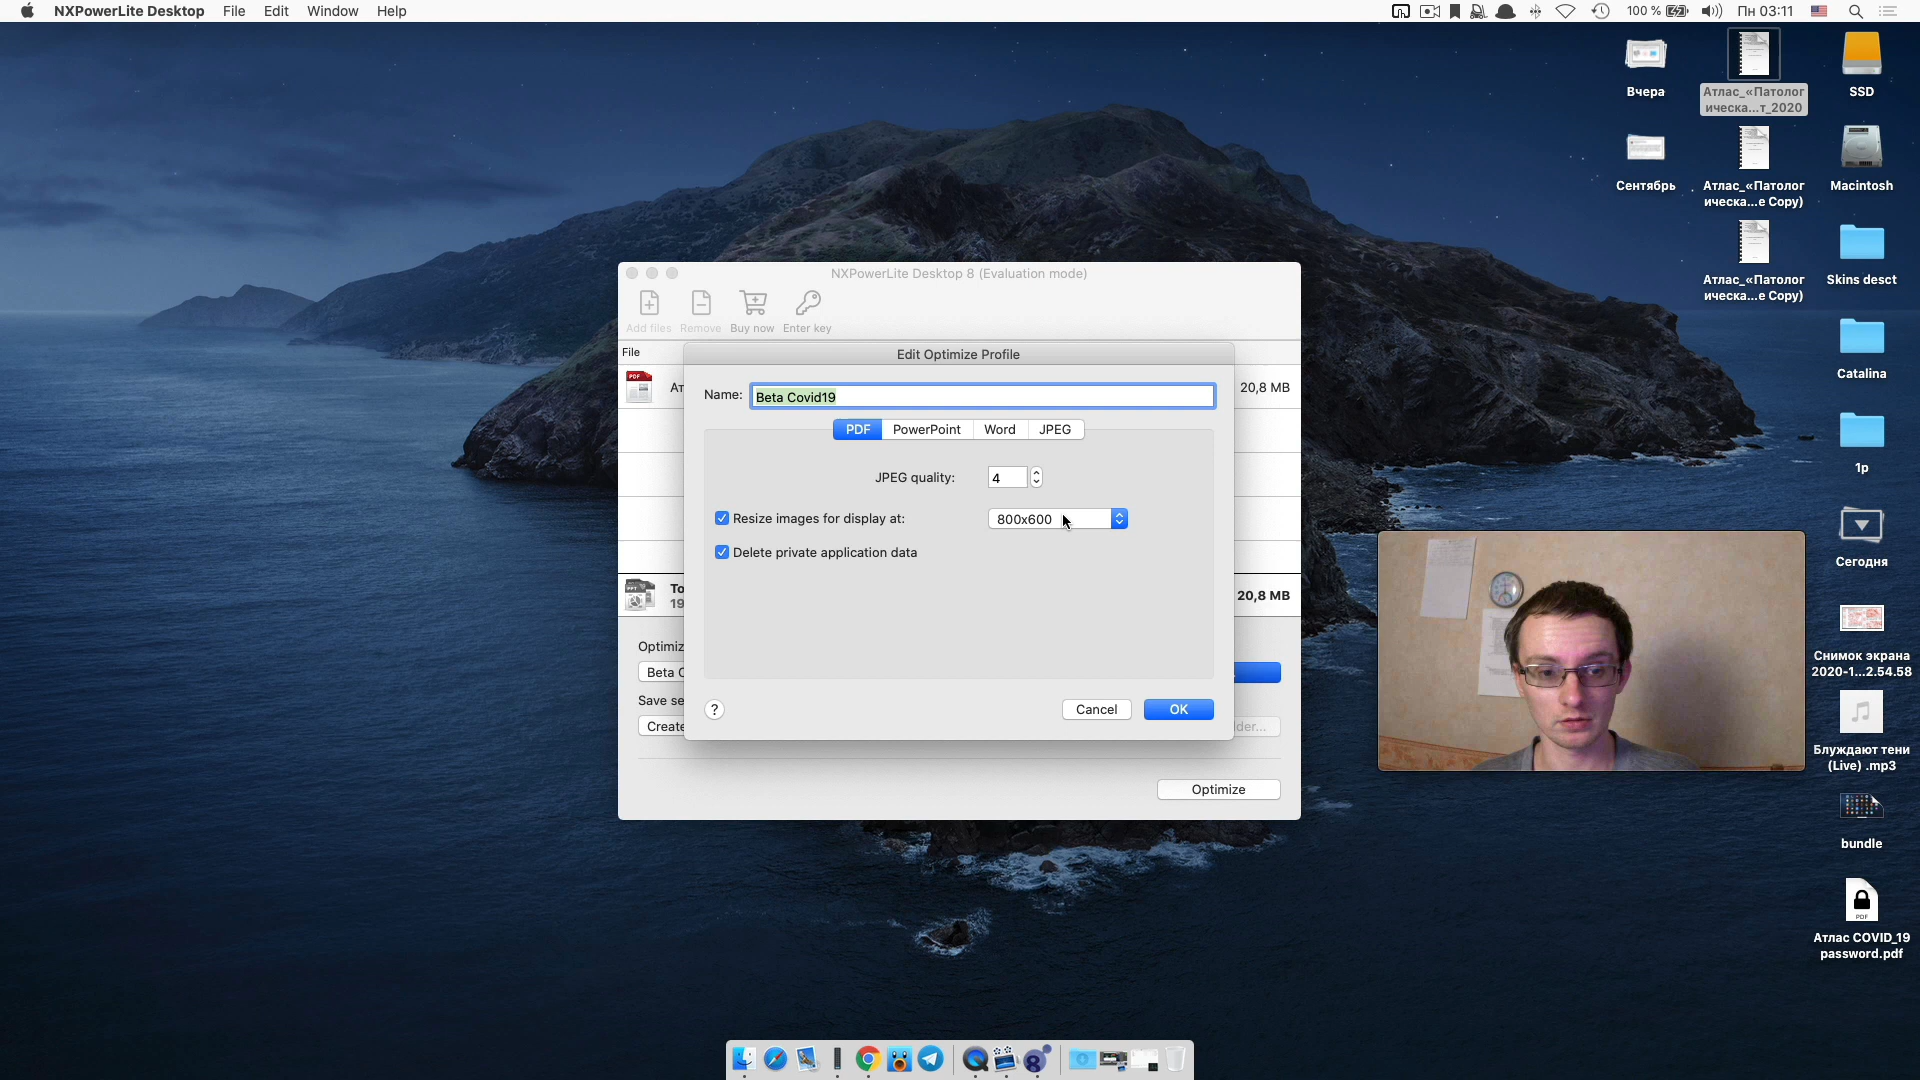 NXPowerLite Desktop File Edit Window Help
100 % Пн 03:11
Вчера
Атлас_«Патолог
ическа...т_2020
SSD
Сентябрь
Атлас_«Патолог
ическа...е Copy)
Macintosh
Атлас_«Патолог
ическа...е Copy)
Skins desct
Catalina
1p
Сегодня
Снимок экрана
2020-1...2.54.58
Блуждают тени
(Live) .mp3
bundle
PDF
Атлас COVID_19
password.pdf
NXPowerLite Desktop 8 (Evaluation mode)
Add files Remove Buy now Enter key
File
PDF
20,8 MB
Edit Optimize Profile
Name: Beta Covid19
PDF PowerPoint Word JPEG
JPEG quality: 4
Resize images for display at: 800x600
Delete private application data
? Cancel OK
To
19
20,8 MB
Optimiz
Beta C
Save se
Create
der...
Optimize